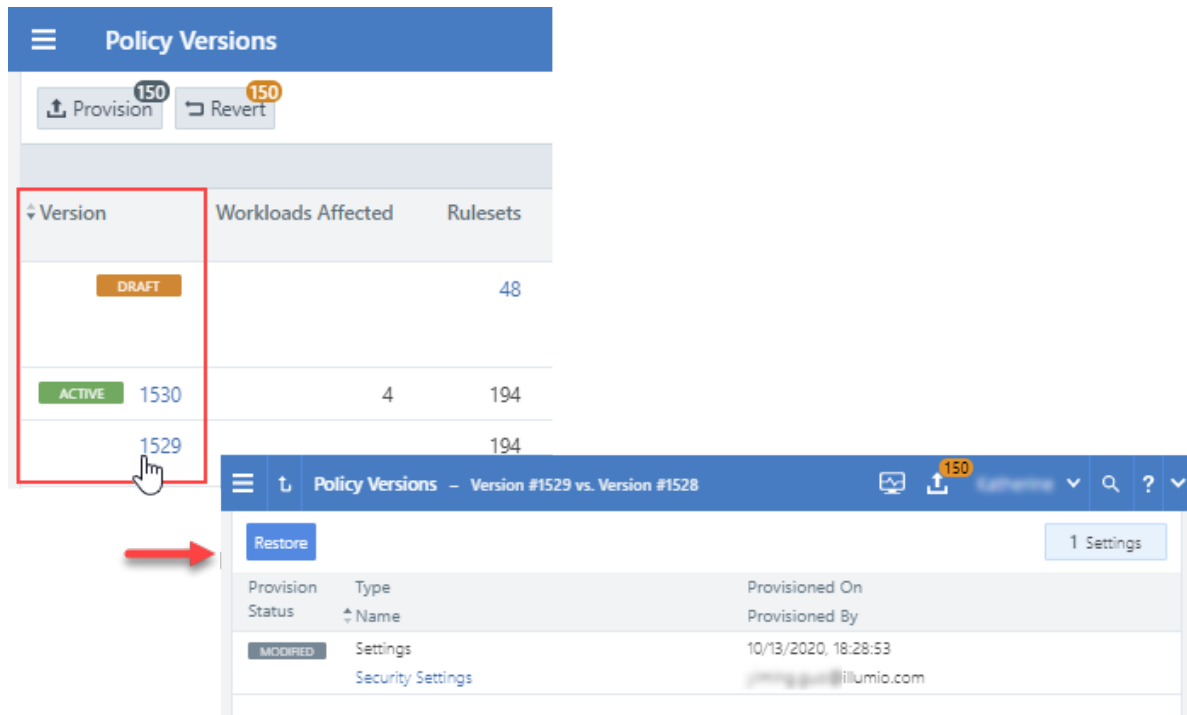 Policy Versions
150 150
Provision Revert
Version Workloads Affected Rulesets
DRAFT 48
ACTIVE 1530 4 194
1529 194
Policy Versions – Version #1529 vs. Version #1528 150 ?
Restore 1 Settings
Provision Status Type Provisioned On
Name Provisioned By
MODIFIED Settings 10/13/2020, 18:28:53
Security Settings illumio.com